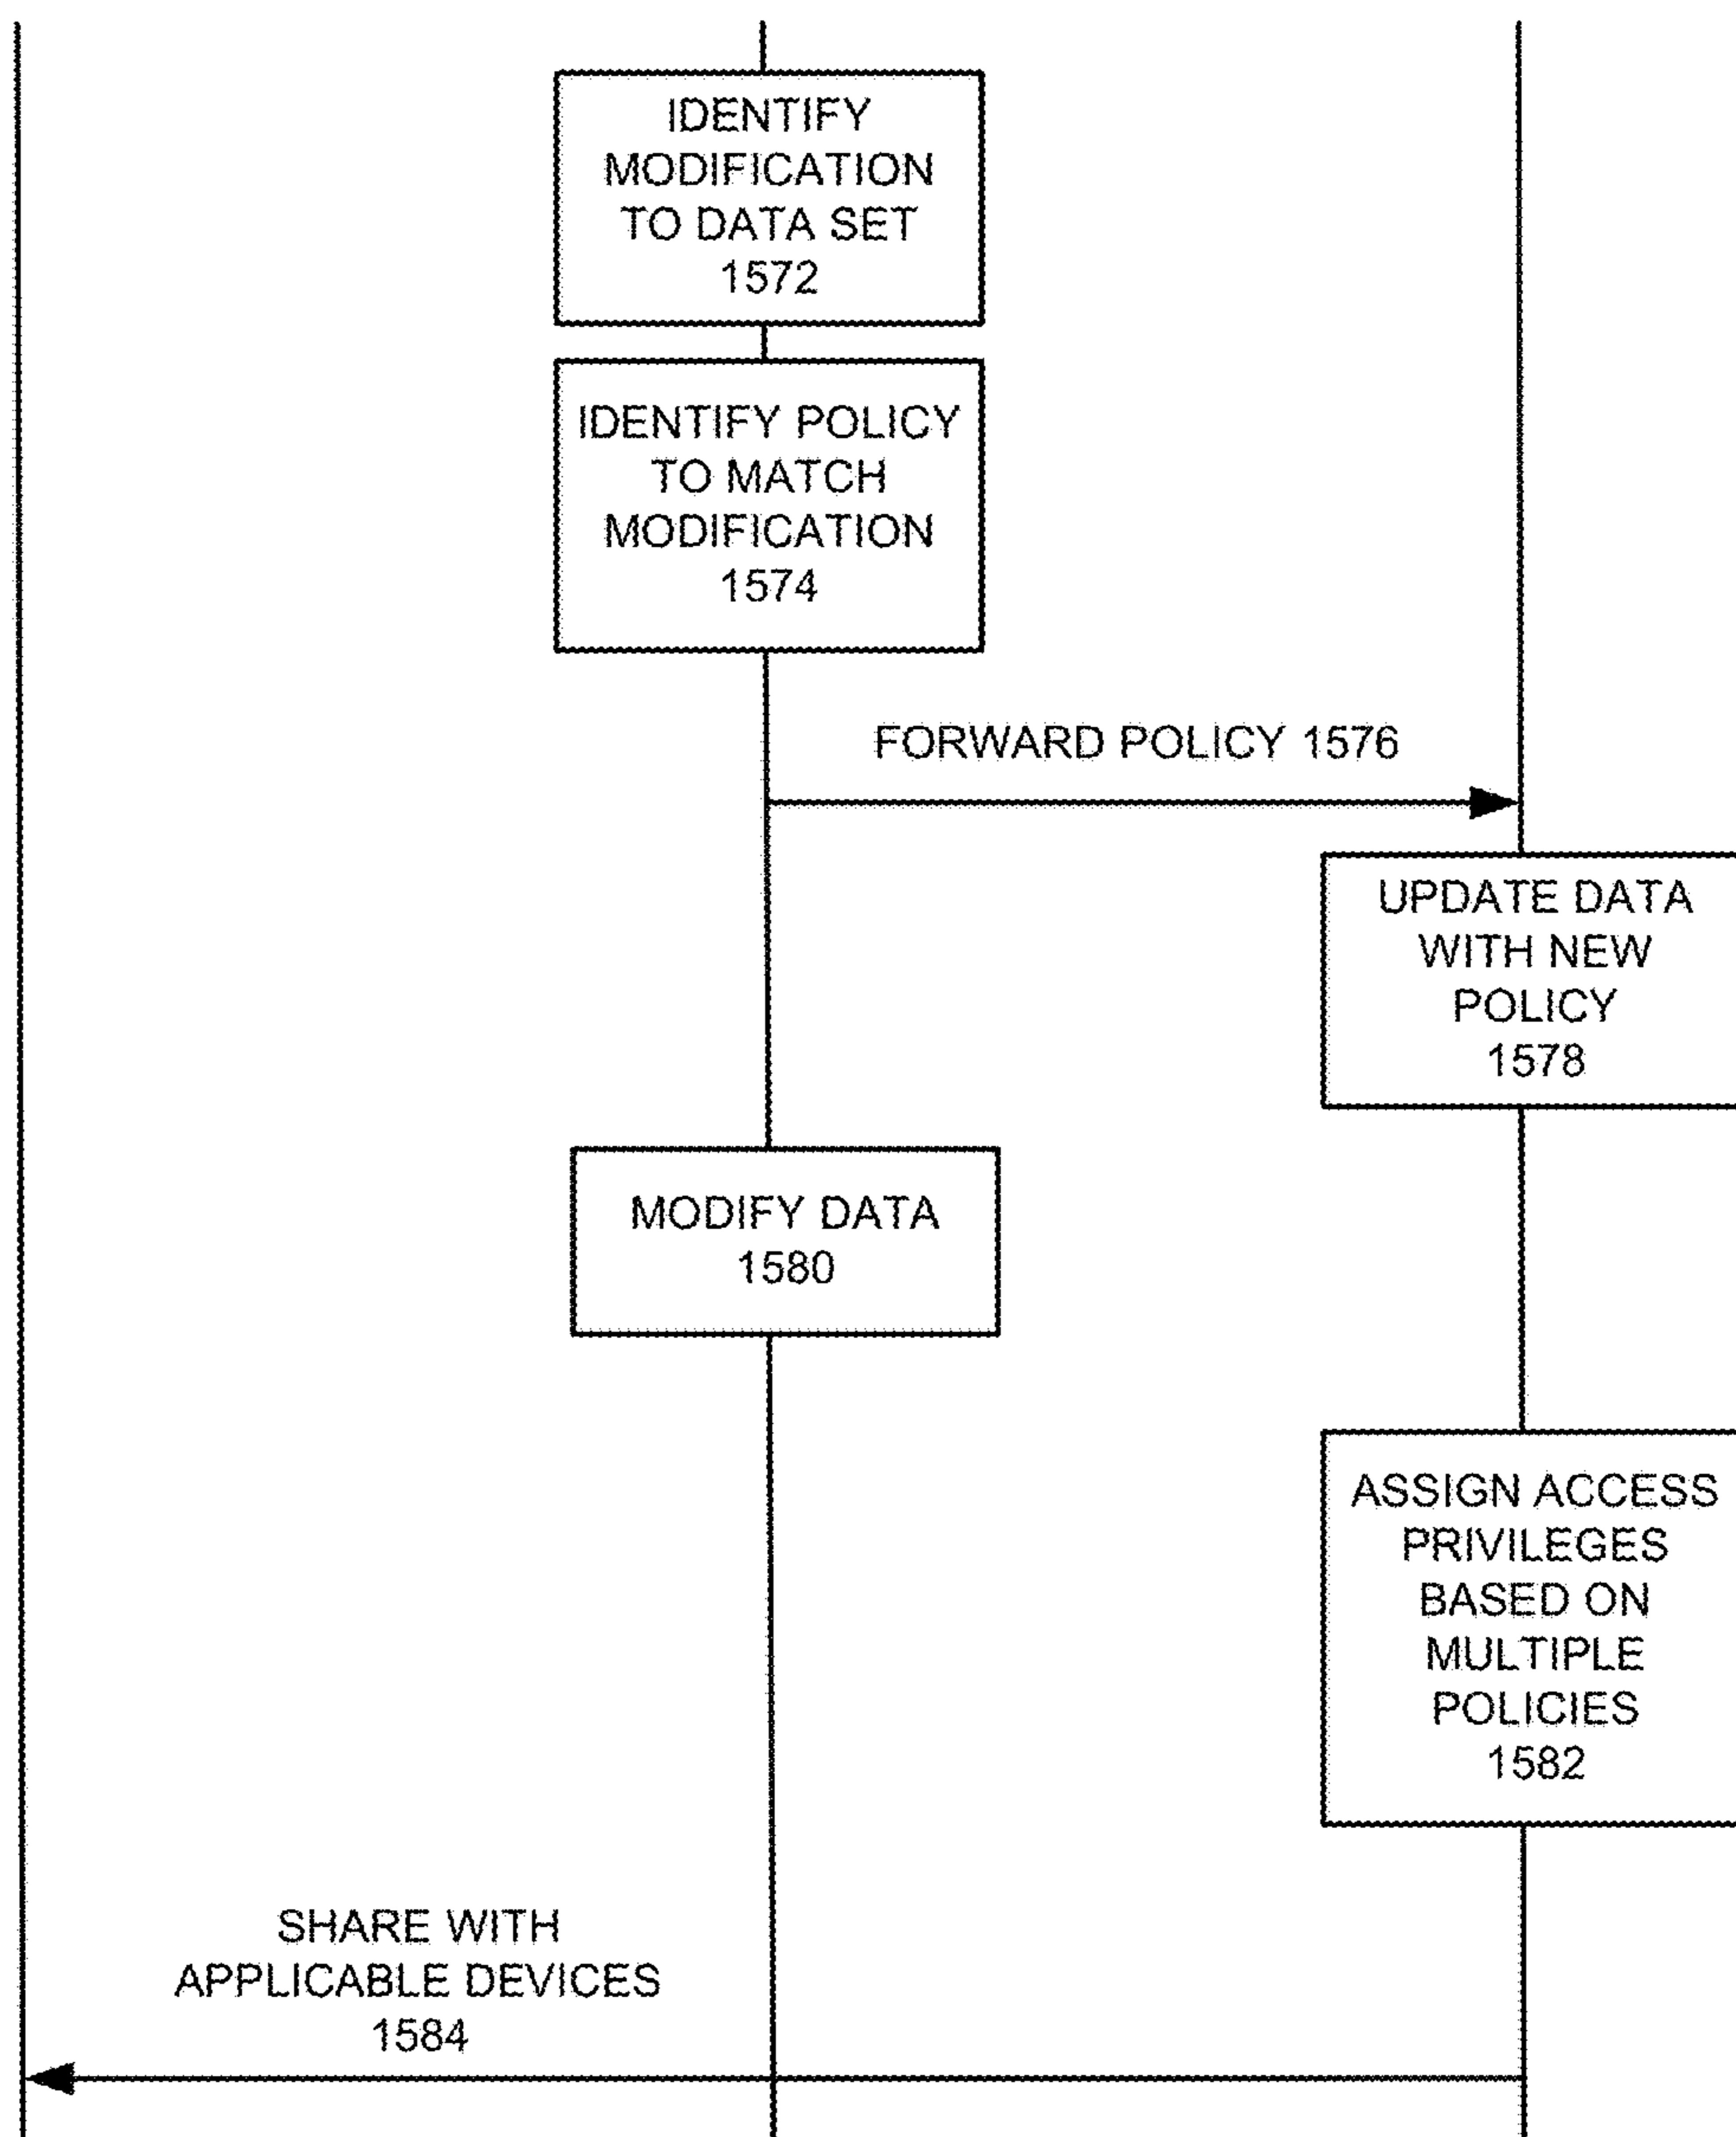 IDENTIFY
MODIFICATION
TO DATA SET
1572
IDENTIFY POLICY
TO MATCH
MODIFICATION
1574
FORWARD POLICY 1576
UPDATE DATA
WITH NEW
POLICY
1578
MODIFY DATA
1580
ASSIGN ACCESS
PRIVILEGES
BASED ON
MULTIPLE
POLICIES
1582
SHARE WITH
APPLICABLE DEVICES
1584